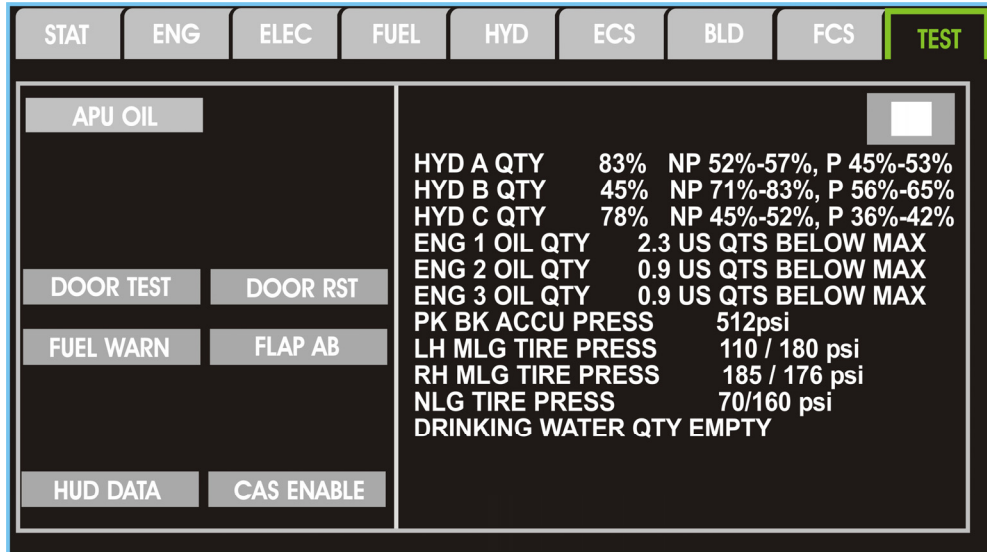 STAT ENG ELEC FUEL HYD ECS BLD FCS TEST
APU OIL
DOOR TEST DOOR RST
FUEL WARN FLAP AB
HUD DATA CAS ENABLE
HYD A QTY 83% NP 52%-57%, P 45%-53%
HYD B QTY 45% NP 71%-83%, P 56%-65%
HYD C QTY 78% NP 45%-52%, P 36%-42%
ENG 1 OIL QTY 2.3 US QTS BELOW MAX
ENG 2 OIL QTY 0.9 US QTS BELOW MAX
ENG 3 OIL QTY 0.9 US QTS BELOW MAX
PK BK ACCU PRESS 512psi
LH MLG TIRE PRESS 110 / 180 psi
RH MLG TIRE PRESS 185 / 176 psi
NLG TIRE PRESS 70/160 psi
DRINKING WATER QTY EMPTY